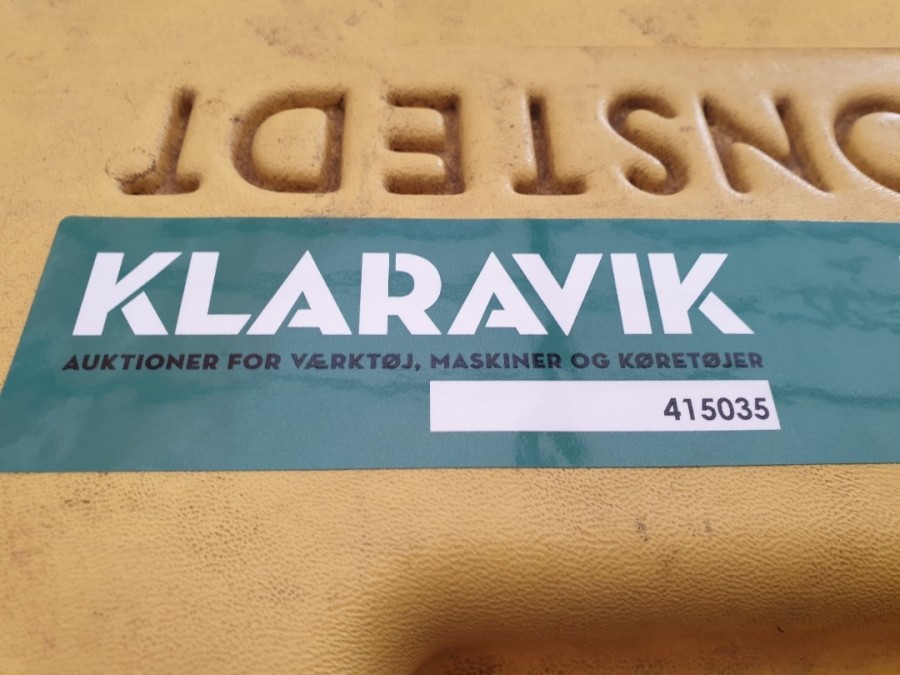 ONSTEDT
KLARAVIK
AUKTIONER FOR VÆRKTØJ, MASKINER OG KØRETØJER
415035